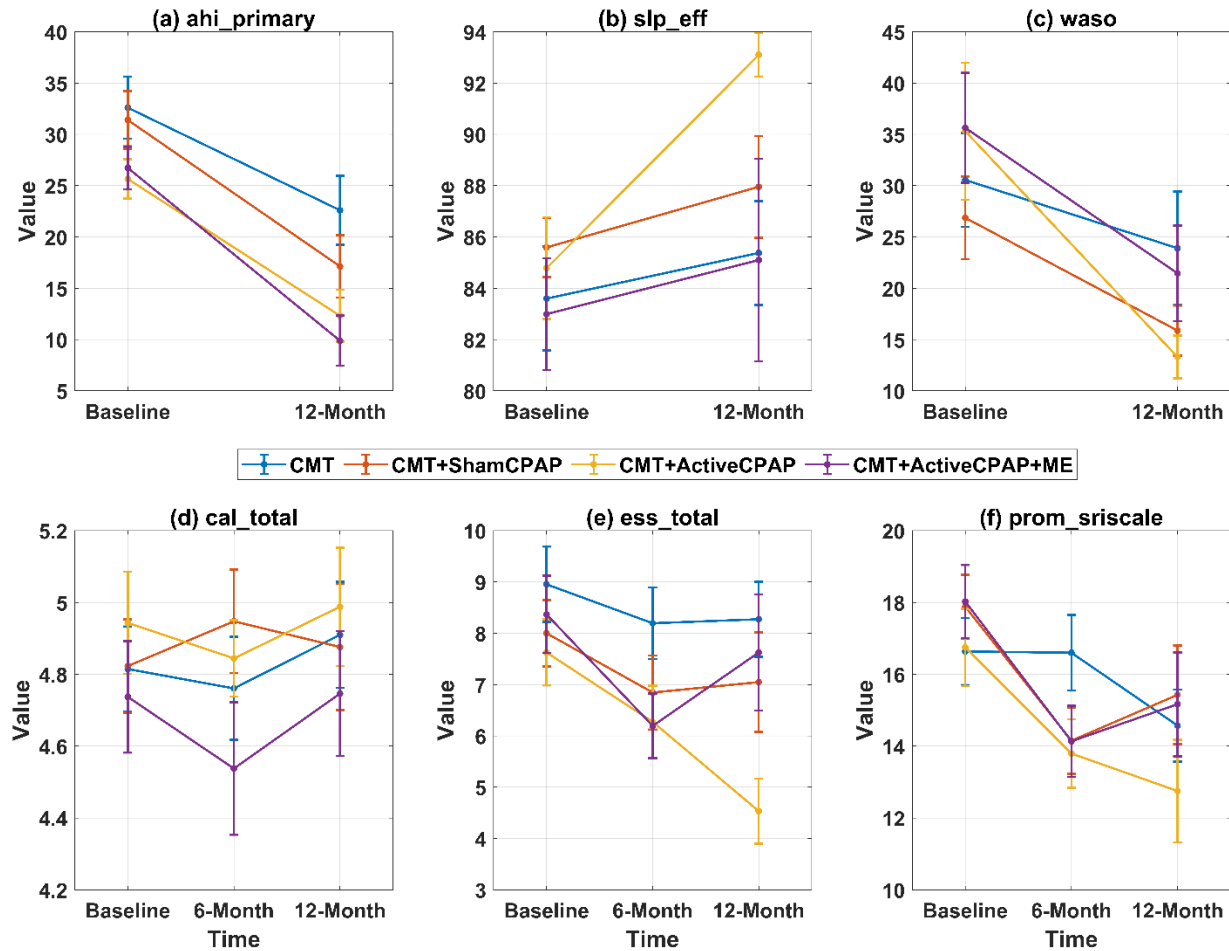 (a) ahi_primary
(b) slp_eff
(c) waso
40
35
30
25
20
15
10
5
Value
Baseline
12-Month
94
92
90
88
86
84
82
80
Value
Baseline
12-Month
45
40
35
30
25
20
15
10
Value
Baseline
12-Month
CMT CMT+ShamCPAP CMT+ActiveCPAP CMT+ActiveCPAP+ME
(d) cal_total
(e) ess_total
(f) prom_sriscale
5.2
5
4.8
4.6
4.4
4.2
Value
Baseline 6-Month 12-Month
Time
10
9
8
7
6
5
4
3
Value
Baseline 6-Month 12-Month
Time
20
18
16
14
12
10
Value
Baseline 6-Month 12-Month
Time